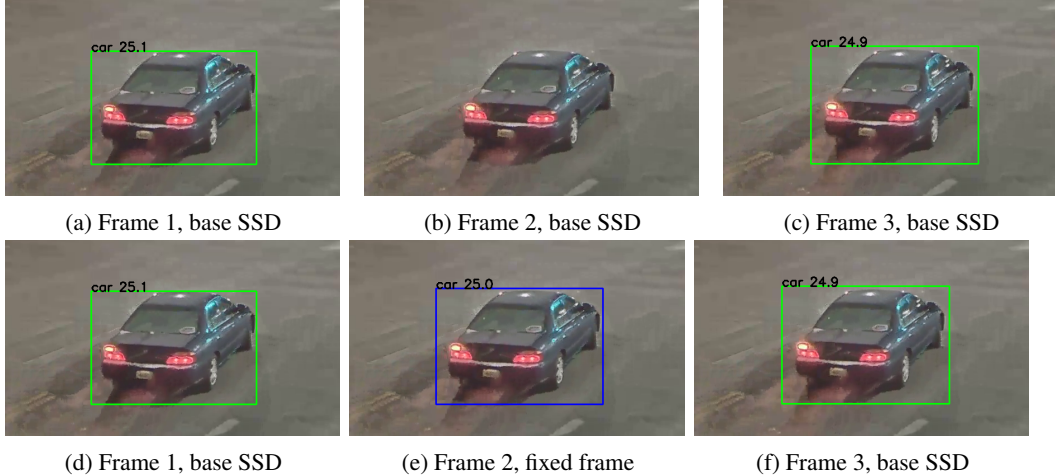 car 25.1
car 24.9
(a) Frame 1, base SSD
(b) Frame 2, base SSD
(c) Frame 3, base SSD
car 25.1
car 25.0
car 24.9
(d) Frame 1, base SSD
(e) Frame 2, fixed frame
(f) Frame 3, base SSD